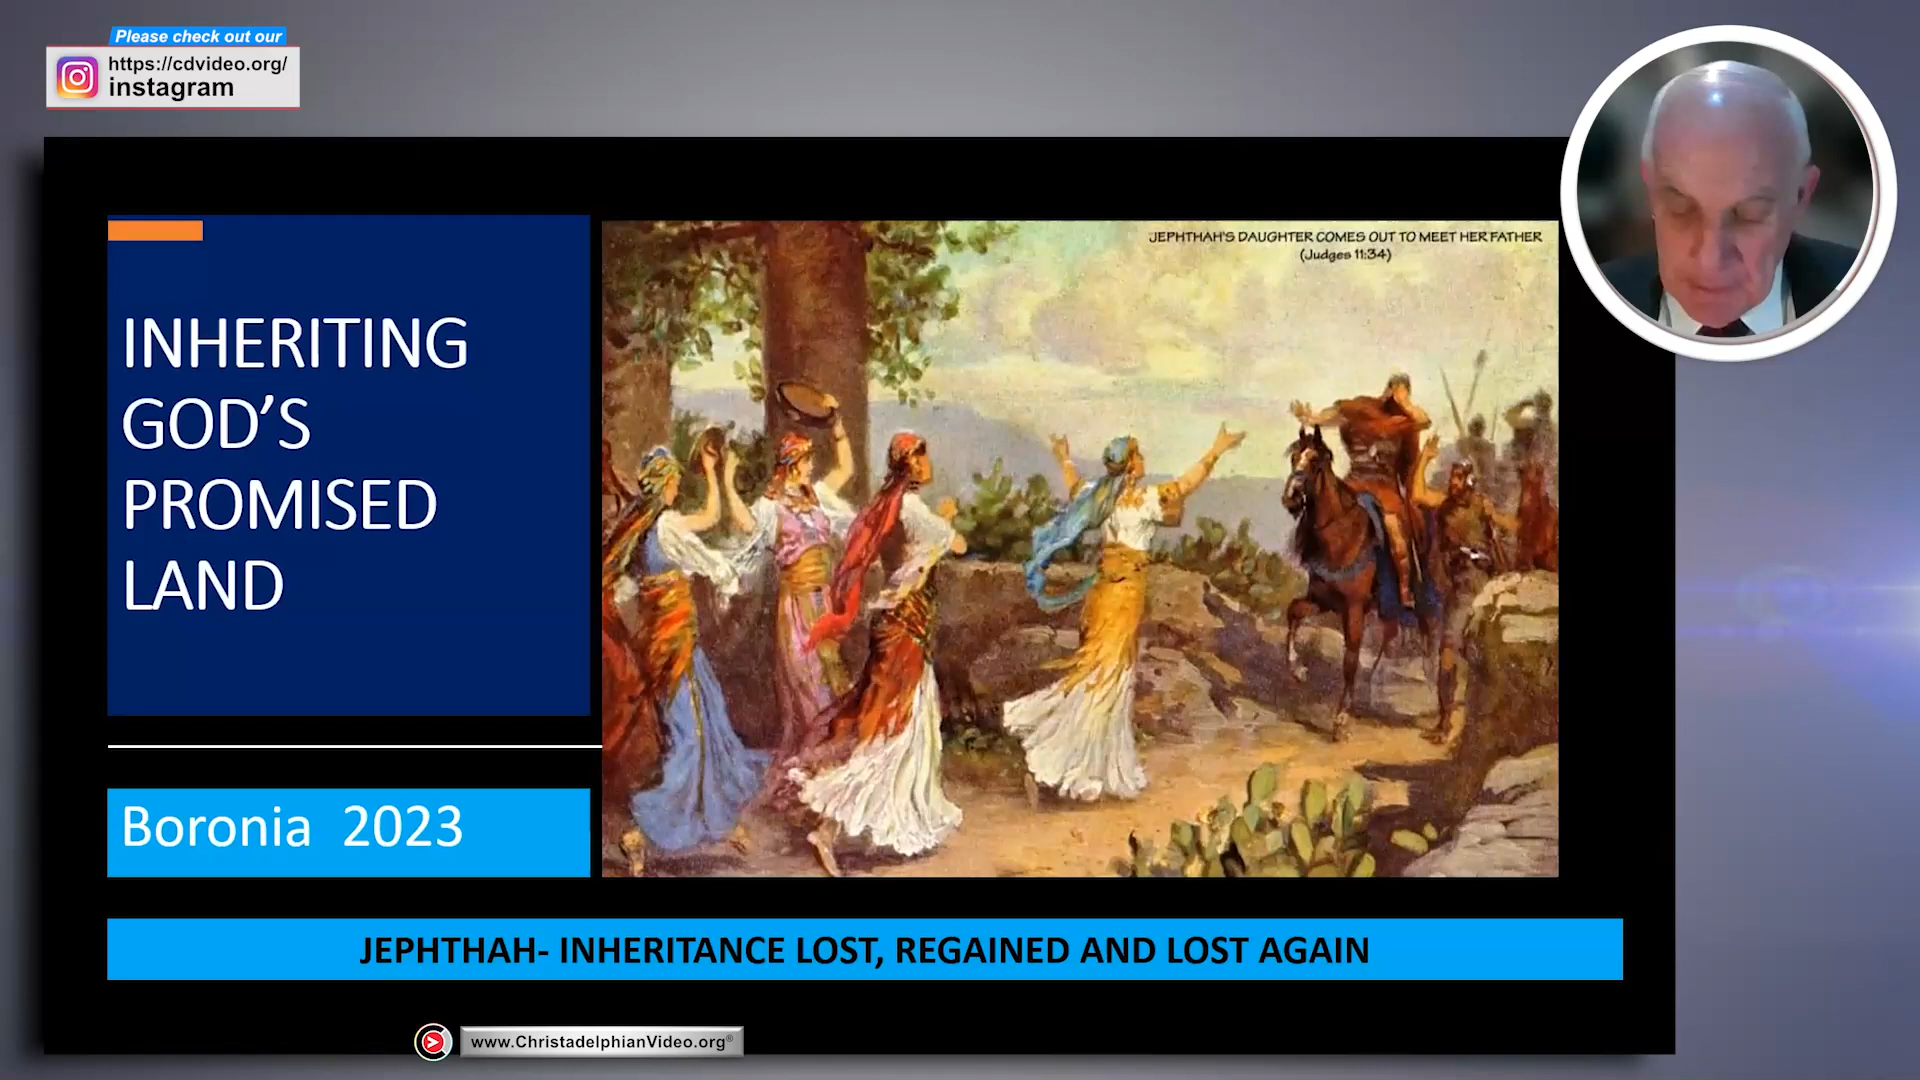 Please check out our
https://cdvideo.org/
instagram
JEPHTHAH'S DAUGHTER COMES OUT TO MEET HER FATHER
(Judges 11:34)
INHERITING
GOD’S
PROMISED
LAND
Boronia 2023
JEPHTHAH- INHERITANCE LOST, REGAINED AND LOST AGAIN
www.ChristadelphianVideo.org®